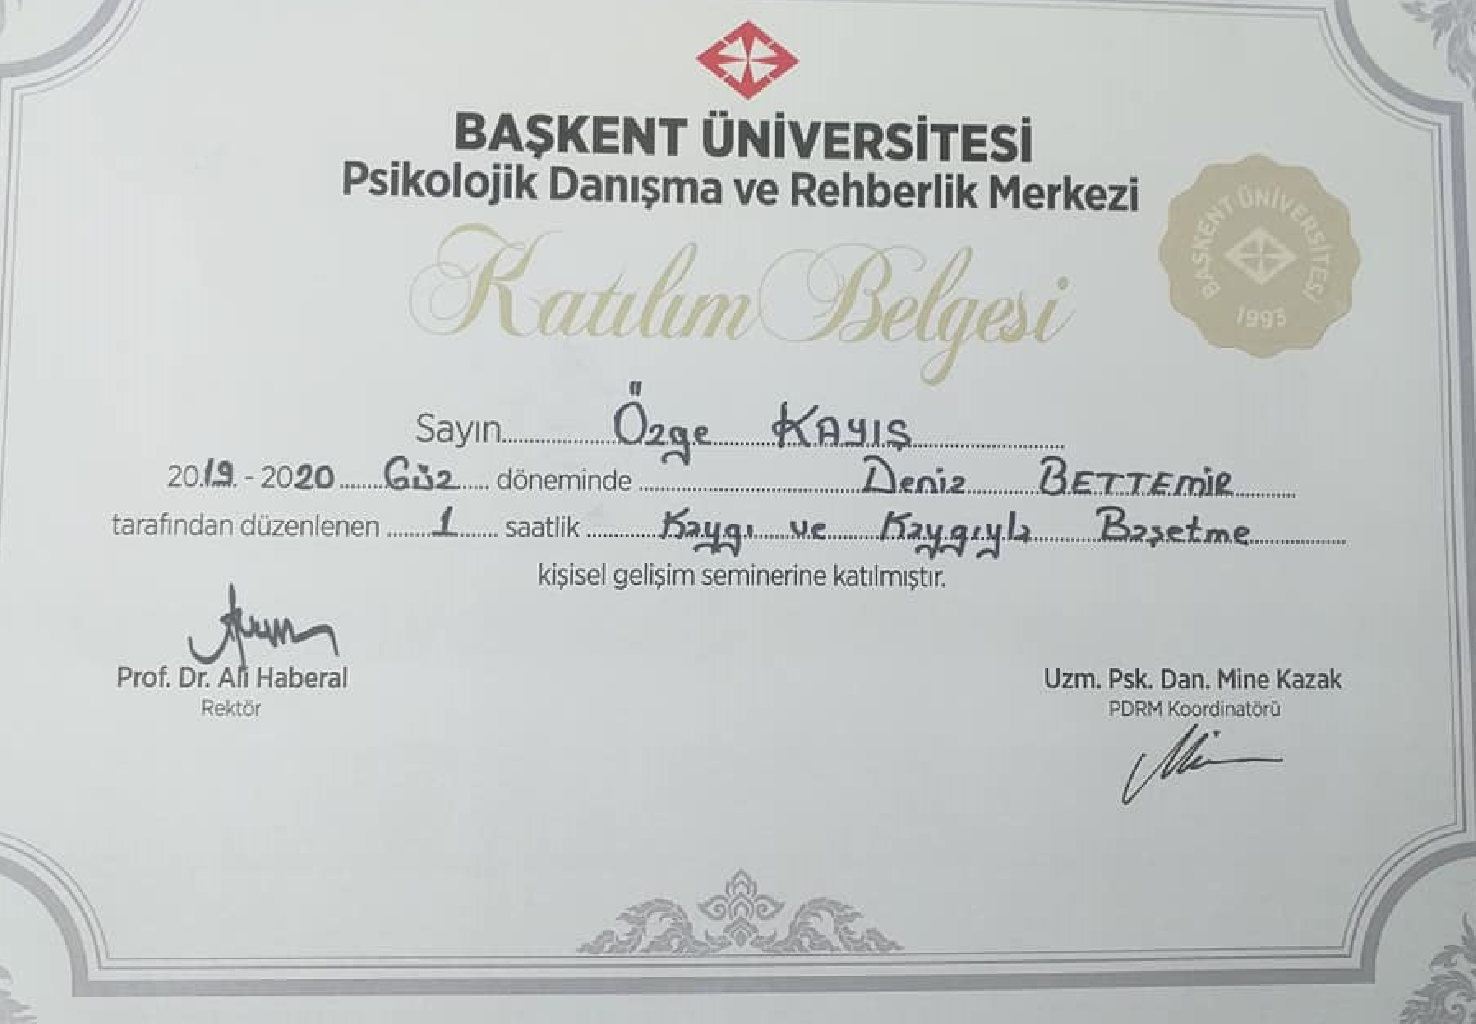 BAŞKENT ÜNİVERSİTESİ
Psikolojik Danışma ve Rehberlik Merkezi
Katılım Belgesi
BAŞKENT ÜNİVERSİTESİ
1993
Sayın Özge KAYIŞ
2019 - 2020 Güz döneminde Deniz BETTEMİR
tarafından düzenlenen 1 saatlik Kaygı ve Kaygıyla Başetme
kişisel gelişim seminerine katılmıştır.
Prof. Dr. Ali Haberal
Rektör
Uzm. Psk. Dan. Mine Kazak
PDRM Koordinatörü